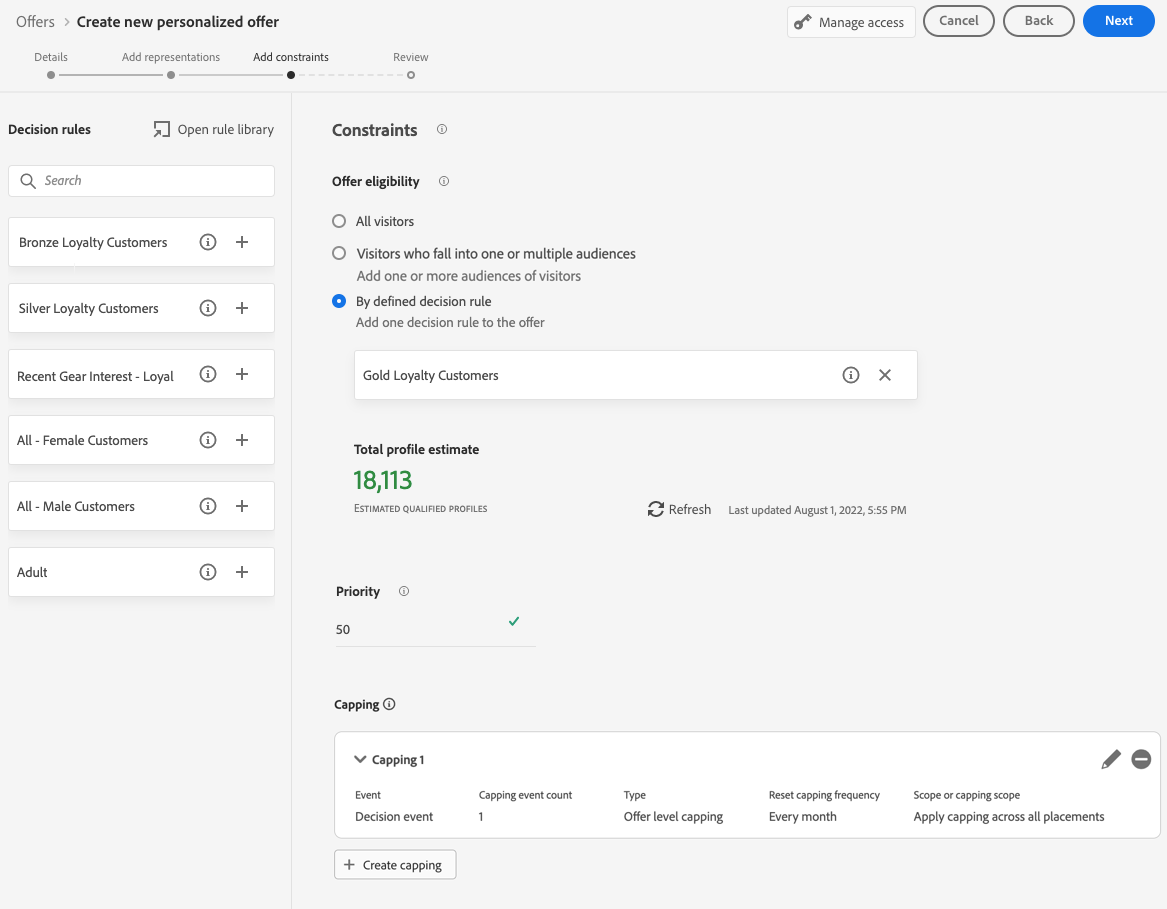 Offers > Create new personalized offer
Manage access
Cancel
Back
Next
Details
Add representations
Add constraints
Review
Decision rules
Open rule library
Search
Bronze Loyalty Customers
Silver Loyalty Customers
Recent Gear Interest - Loyal
All - Female Customers
All - Male Customers
Adult
Constraints
Offer eligibility
All visitors
Visitors who fall into one or multiple audiences
Add one or more audiences of visitors
By defined decision rule
Add one decision rule to the offer
Gold Loyalty Customers
Total profile estimate
18,113
ESTIMATED QUALIFIED PROFILES
Refresh
Last updated August 1, 2022, 5:55 PM
Priority
50
Capping
Capping 1
Event
Capping event count
Type
Reset capping frequency
Scope or capping scope
Decision event
1
Offer level capping
Every month
Apply capping across all placements
Create capping